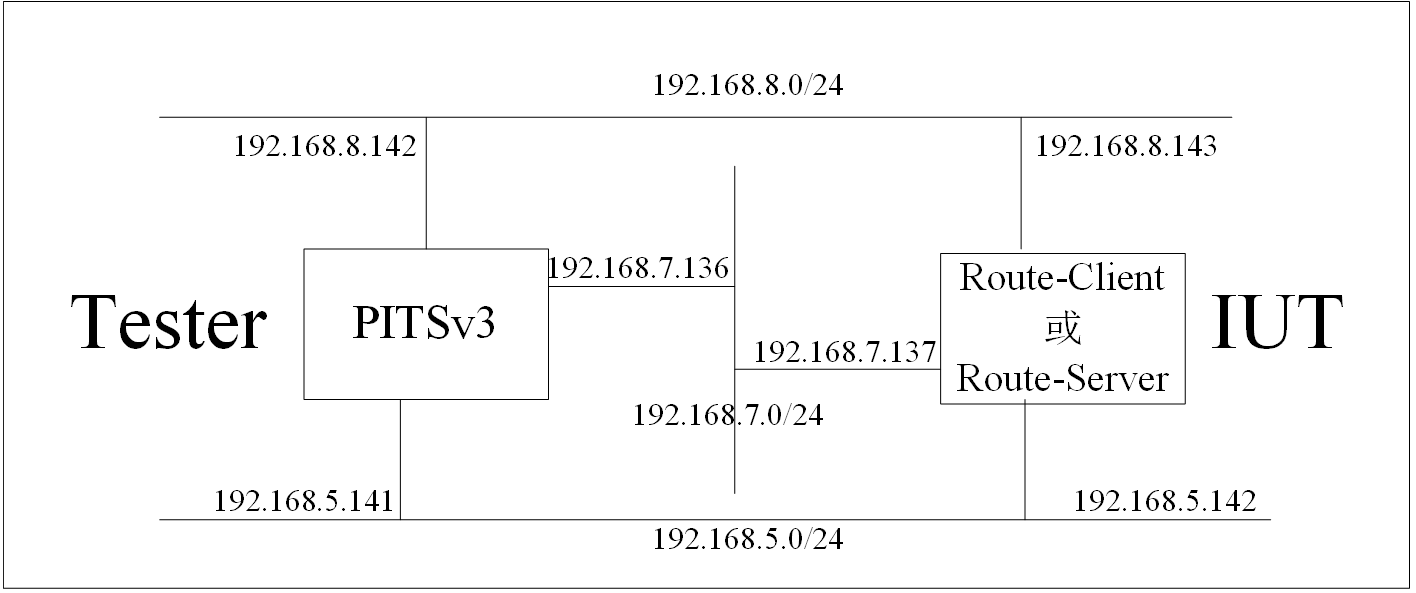 192.168.8.0/24
192.168.8.142
192.168.8.143
192.168.7.136
Tester
PITSv3
Route-Client
或
Route-Server
IUT
192.168.7.137
192.168.7.0/24
192.168.5.141
192.168.5.142
192.168.5.0/24